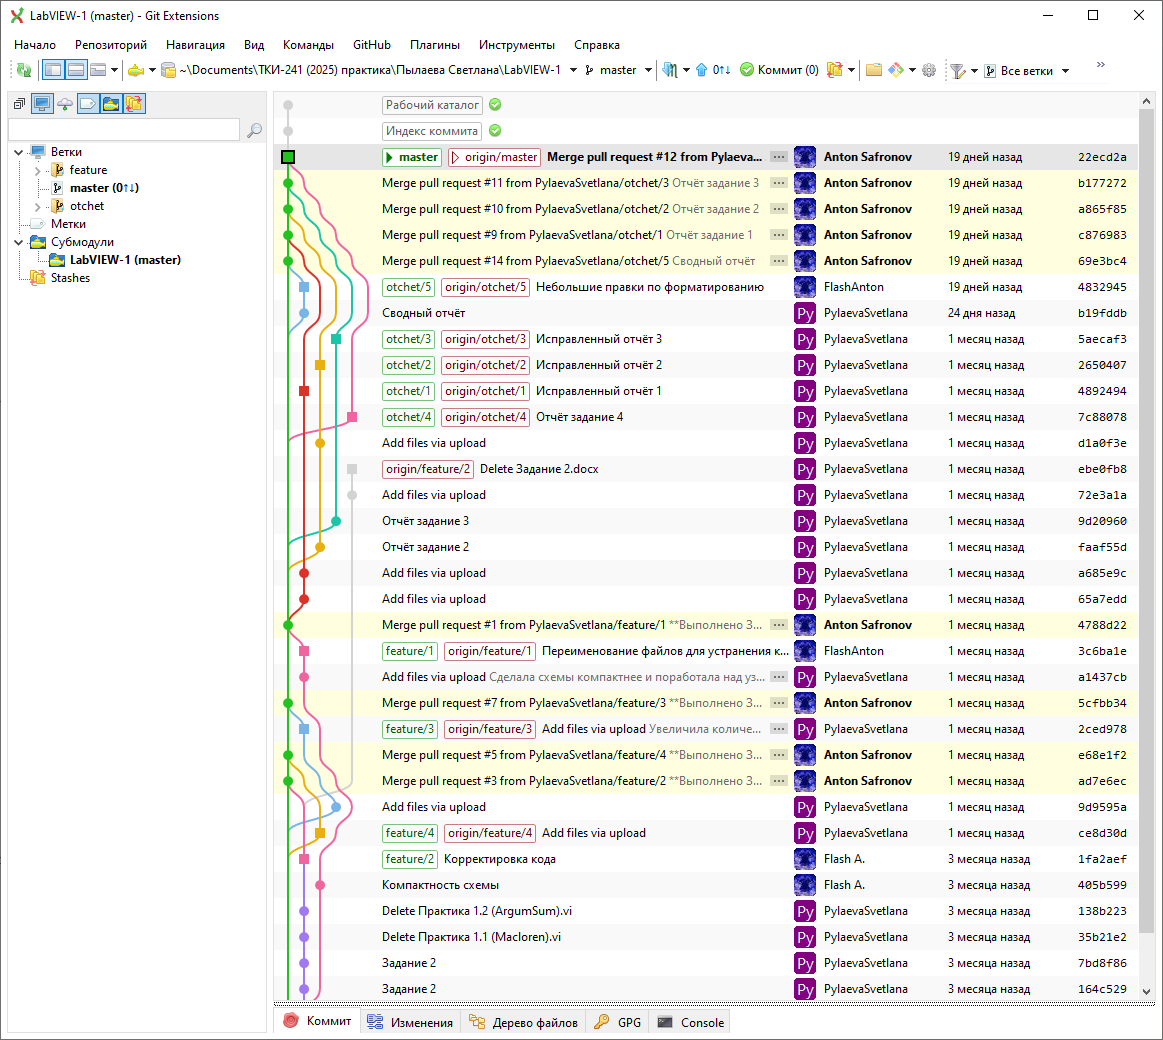 LabVIEW-1 (master) - Git Extensions
Начало Репозиторий Навигация Вид Команды GitHub Плагины Инструменты Справка
~\Documents\ТКИ-241 (2025) практика\Пылаева Светлана\LabVIEW-1 master 0↑↓ Коммит (0) Все ветки »
Ветки
feature
master (0↑↓)
otchet
Метки
Субмодули
LabVIEW-1 (master)
Stashes
Рабочий каталог
Индекс коммита
master origin/master Merge pull request #12 from Pylaeva... Anton Safronov 19 дней назад 22ecd2a
Merge pull request #11 from PylaevaSvetlana/otchet/3 Отчёт задание 3 Anton Safronov 19 дней назад b177272
Merge pull request #10 from PylaevaSvetlana/otchet/2 Отчёт задание 2 Anton Safronov 19 дней назад a865f85
Merge pull request #9 from PylaevaSvetlana/otchet/1 Отчёт задание 1 Anton Safronov 19 дней назад c876983
Merge pull request #14 from PylaevaSvetlana/otchet/5 Сводный отчёт Anton Safronov 19 дней назад 69e3bc4
otchet/5 origin/otchet/5 Небольшие правки по форматированию FlashAnton 19 дней назад 4832945
Сводный отчёт Py PylaevaSvetlana 24 дня назад b19fddb
otchet/3 origin/otchet/3 Исправленный отчёт 3 Py PylaevaSvetlana 1 месяц назад 5aecaf3
otchet/2 origin/otchet/2 Исправленный отчёт 2 Py PylaevaSvetlana 1 месяц назад 2650407
otchet/1 origin/otchet/1 Исправленный отчёт 1 Py PylaevaSvetlana 1 месяц назад 4892494
otchet/4 origin/otchet/4 Отчёт задание 4 Py PylaevaSvetlana 1 месяц назад 7c88078
Add files via upload Py PylaevaSvetlana 1 месяц назад d1a0f3e
origin/feature/2 Delete Задание 2.docx Py PylaevaSvetlana 1 месяц назад ebe0fb8
Add files via upload Py PylaevaSvetlana 1 месяц назад 72e3a1a
Отчёт задание 3 Py PylaevaSvetlana 1 месяц назад 9d20960
Отчёт задание 2 Py PylaevaSvetlana 1 месяц назад faaf55d
Add files via upload Py PylaevaSvetlana 1 месяц назад a685e9c
Add files via upload Py PylaevaSvetlana 1 месяц назад 65a7edd
Merge pull request #1 from PylaevaSvetlana/feature/1 **Выполнено З... Anton Safronov 1 месяц назад 4788d22
feature/1 origin/feature/1 Переименование файлов для устранения к... FlashAnton 1 месяц назад 3c6ba1e
Add files via upload Сделала схемы компактнее и поработала над уз... Py PylaevaSvetlana 1 месяц назад a1437cb
Merge pull request #7 from PylaevaSvetlana/feature/3 **Выполнено З... Anton Safronov 1 месяц назад 5cfbb34
feature/3 origin/feature/3 Add files via upload Увеличила количе... Py PylaevaSvetlana 1 месяц назад 2ced978
Merge pull request #5 from PylaevaSvetlana/feature/4 **Выполнено З... Anton Safronov 1 месяц назад e68e1f2
Merge pull request #3 from PylaevaSvetlana/feature/2 **Выполнено З... Anton Safronov 1 месяц назад ad7e6ec
Add files via upload Py PylaevaSvetlana 1 месяц назад 9d9595a
feature/4 origin/feature/4 Add files via upload Py PylaevaSvetlana 1 месяц назад ce8d30d
feature/2 Корректировка кода Flash A. 3 месяца назад 1fa2aef
Компактность схемы Flash A. 3 месяца назад 405b599
Delete Практика 1.2 (ArgumSum).vi Py PylaevaSvetlana 3 месяца назад 138b223
Delete Практика 1.1 (Macloren).vi Py PylaevaSvetlana 3 месяца назад 35b21e2
Задание 2 Py PylaevaSvetlana 3 месяца назад 7bd8f86
Задание 2 Py PylaevaSvetlana 3 месяца назад 164c529
Коммит Изменения Дерево файлов GPG Console